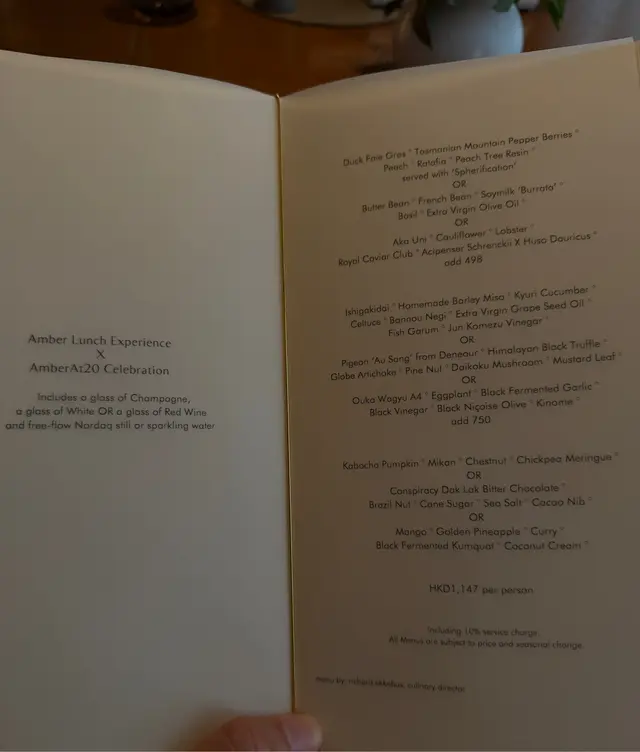 Amber Lunch Experience
X
AmberAt20 Celebration
Includes a glass of Champagne,
a glass of White OR a glass of Red Wine
and free-flow Nordaq still or sparkling water
Duck Foie Gras * Tasmanian Mountain Pepper Berries *
Peach * Ratafia * Peach Tree Resin *
served with 'Spherification'
OR
Butter Bean * French Bean * Soymilk 'Burrata' *
Basil * Extra Virgin Olive Oil *
OR
Aka Uni * Cauliflower * Lobster *
Royal Caviar Club * Acipenser Schrenckii X Huso Dauricus *
add 498
Ishigakidai * Homemade Barley Miso * Kyuri Cucumber *
Celtuce * Bannou Negi * Extra Virgin Grape Seed Oil *
Fish Garum * Jun Komezu Vinegar *
OR
Pigeon 'Au Sang' from Deneaur * Himalayan Black Truffle *
Globe Artichoke * Pine Nut * Daikoku Mushroom * Mustard Leaf *
OR
Ouka Wagyu A4 * Eggplant * Black Fermented Garlic *
Black Vinegar * Black Niçoise Olive * Kinome *
add 750
Kabocha Pumpkin * Mikan * Chestnut * Chickpea Meringue *
OR
Conspiracy Dak Lak Bitter Chocolate *
Brazil Nut * Cane Sugar * Sea Salt * Cacao Nib *
OR
Mango * Golden Pineapple * Curry *
Black Fermented Kumquat * Coconut Cream *
HKD1,147 per person
Including 10% service charge.
All Menus are subject to price and seasonal change.
menu by: richard ekkebus, culinary director